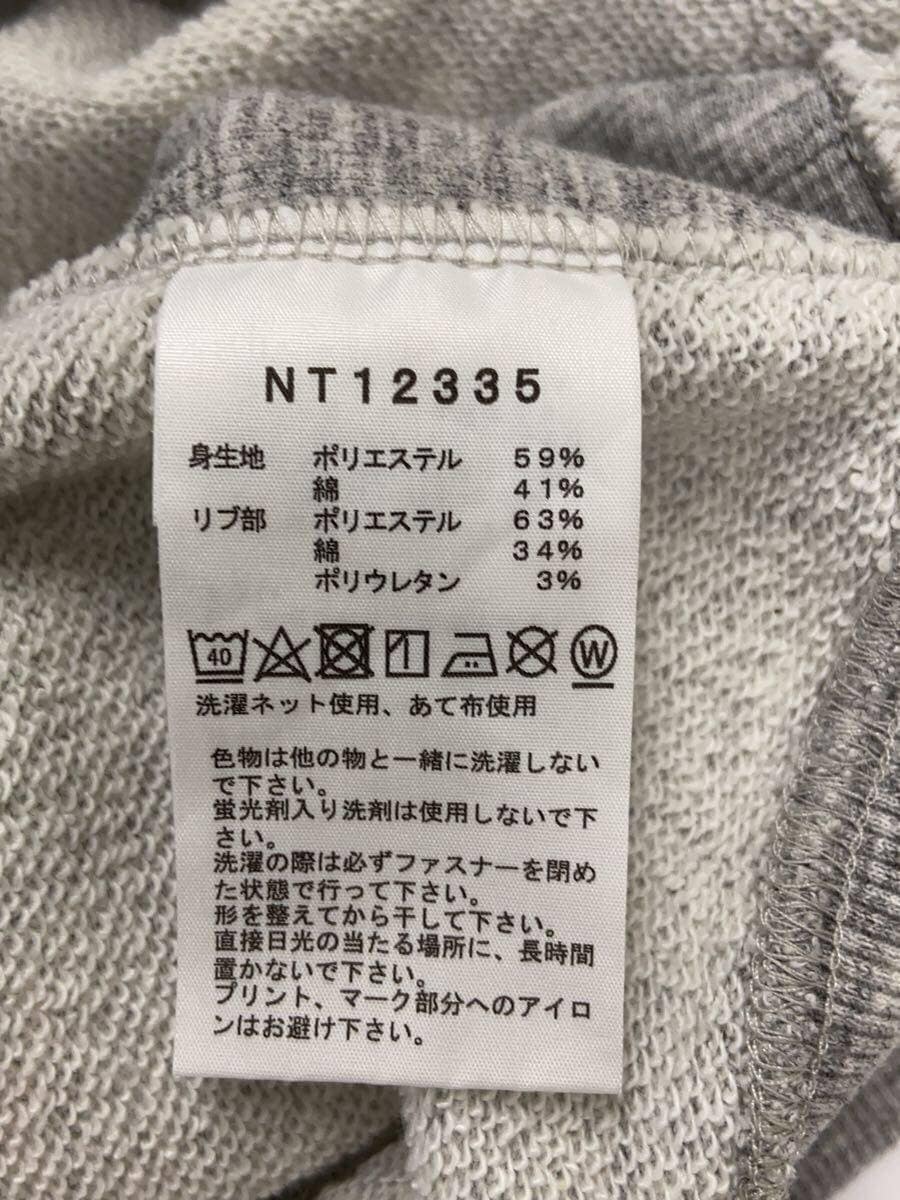 NT12335
身生地 ポリエステル 59%
綿 41%
リブ部 ポリエステル 63%
綿 34%
ポリウレタン 3%
40 W
洗濯ネット使用、あて布使用
色物は他の物と一緒に洗濯しない
で下さい。
蛍光剤入り洗剤は使用しないで下
さい。
洗濯の際は必ずファスナーを閉め
た状態で行って下さい。
形を整えてから干して下さい。
直接日光の当たる場所に、長時間
置かないで下さい。
プリント、マーク部分へのアイロ
ンはお避け下さい。